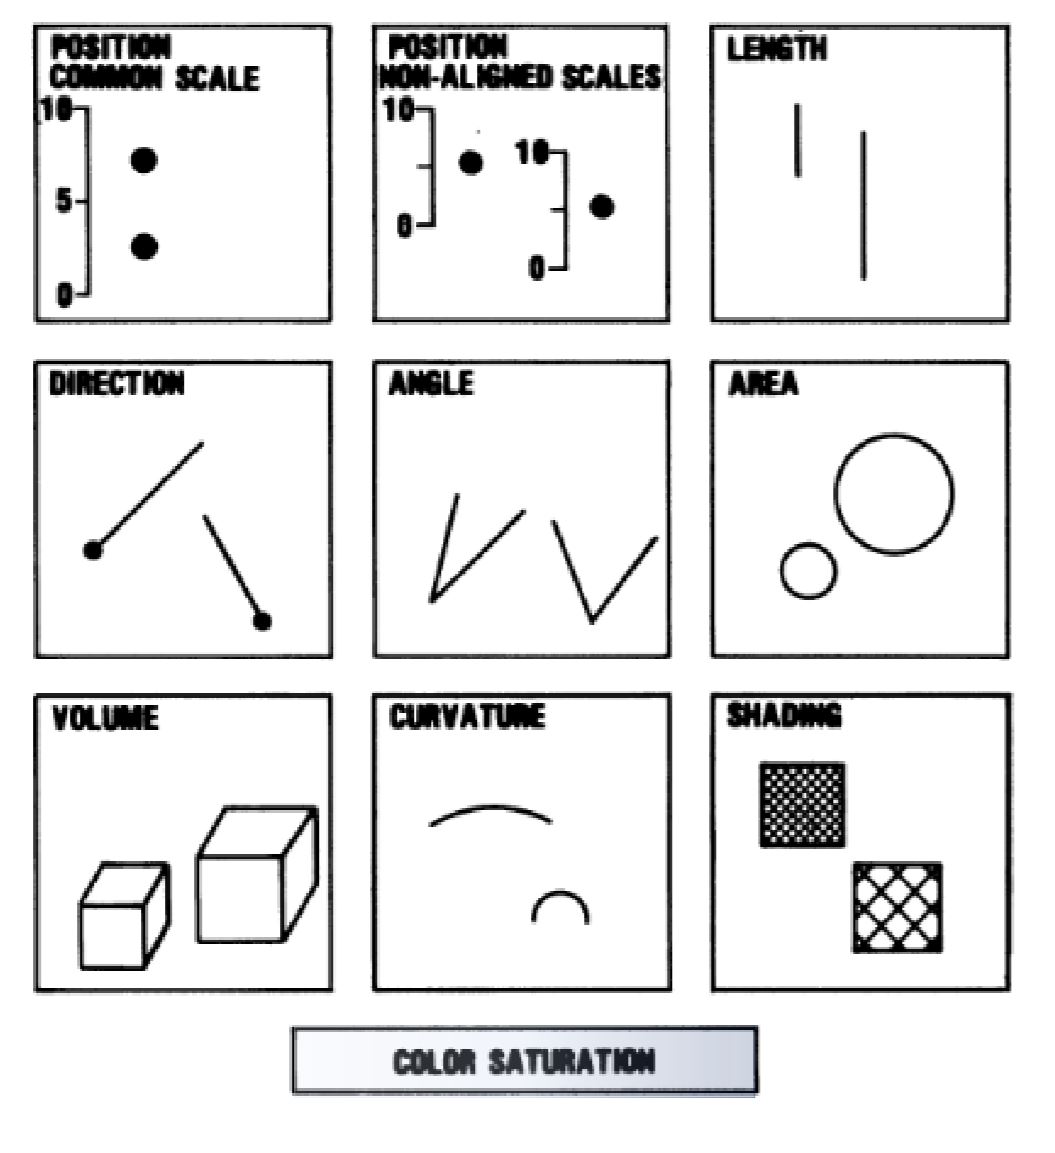 POSITION
COMMON SCALE
10
5
0
POSITION
NON-ALIGNED SCALES
10
0
10
0
LENGTH
DIRECTION
ANGLE
AREA
VOLUME
CURVATURE
SHADING
COLOR SATURATION